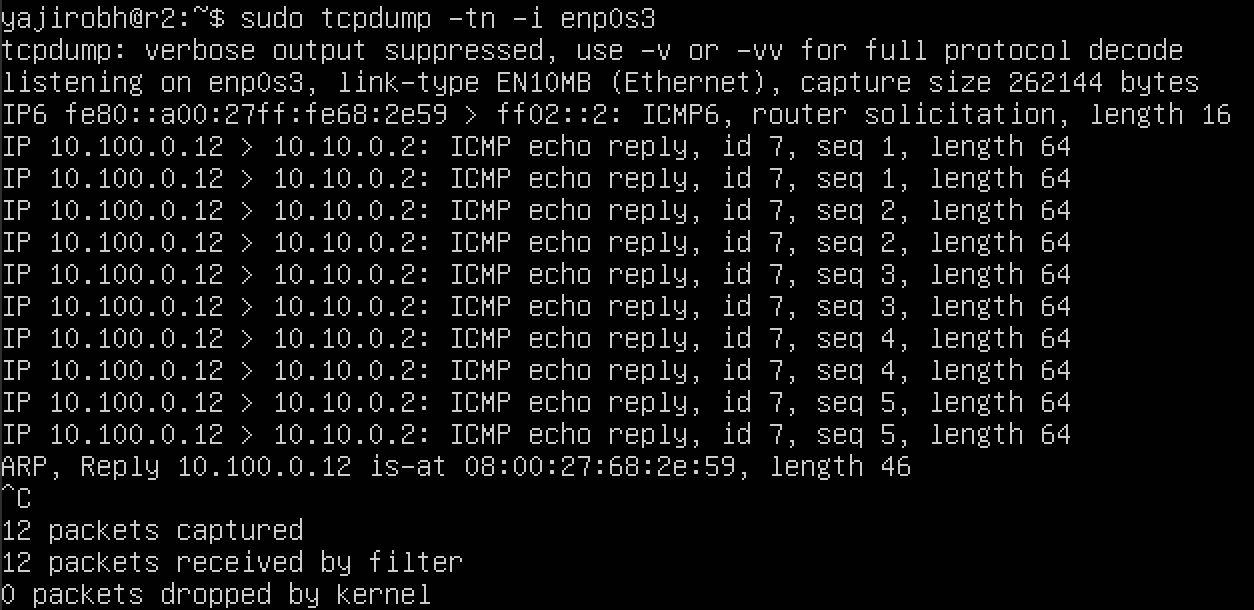 yajirobh@r2:~$ sudo tcpdump -tn -i enp0s3
tcpdump: verbose output suppressed, use -v or -vv for full protocol decode
listening on enp0s3, link-type EN10MB (Ethernet), capture size 262144 bytes
IP6 fe80::a00:27ff:fe68:2e59 > ff02::2: ICMP6, router solicitation, length 16
IP 10.100.0.12 > 10.10.0.2: ICMP echo reply, id 7, seq 1, length 64
IP 10.100.0.12 > 10.10.0.2: ICMP echo reply, id 7, seq 1, length 64
IP 10.100.0.12 > 10.10.0.2: ICMP echo reply, id 7, seq 2, length 64
IP 10.100.0.12 > 10.10.0.2: ICMP echo reply, id 7, seq 2, length 64
IP 10.100.0.12 > 10.10.0.2: ICMP echo reply, id 7, seq 3, length 64
IP 10.100.0.12 > 10.10.0.2: ICMP echo reply, id 7, seq 3, length 64
IP 10.100.0.12 > 10.10.0.2: ICMP echo reply, id 7, seq 4, length 64
IP 10.100.0.12 > 10.10.0.2: ICMP echo reply, id 7, seq 4, length 64
IP 10.100.0.12 > 10.10.0.2: ICMP echo reply, id 7, seq 5, length 64
IP 10.100.0.12 > 10.10.0.2: ICMP echo reply, id 7, seq 5, length 64
ARP, Reply 10.100.0.12 is-at 08:00:27:68:2e:59, length 46
^C
12 packets captured
12 packets received by filter
0 packets dropped by kernel